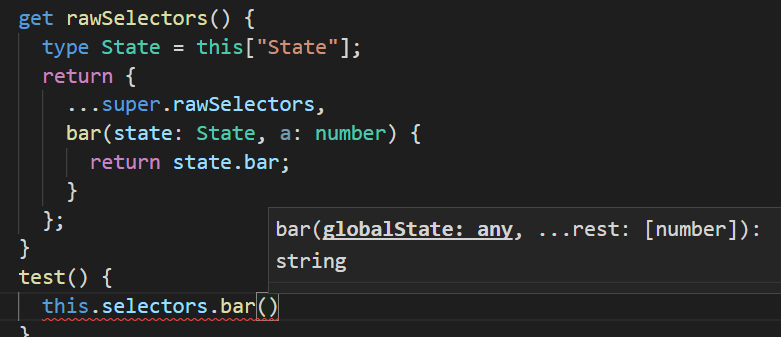 get rawSelectors() {
type State = this["State"];
return {
...super.rawSelectors,
bar(state: State, a: number) {
return state.bar;
}
};
}
bar(globalState: any, ...rest: [number]):
string
test() {
this.selectors.bar()
}